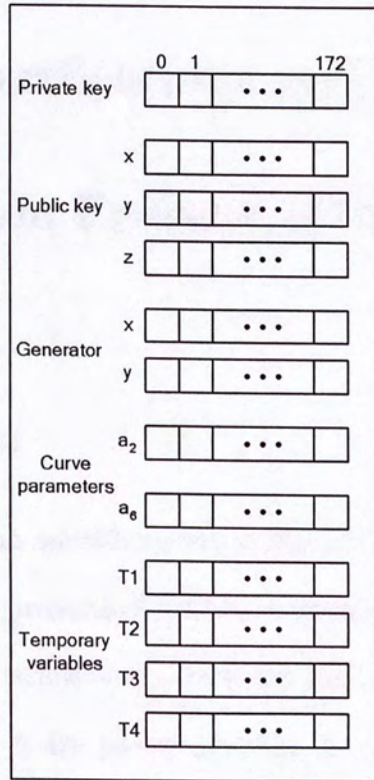 0 1 172
Private key • • •
x • • •
Public key y • • •
z • • •
Generator
x • • •
y • • •
Curve parameters
a₂ • • •
a₆ • • •
Temporary variables
T1 • • •
T2 • • •
T3 • • •
T4 • • •